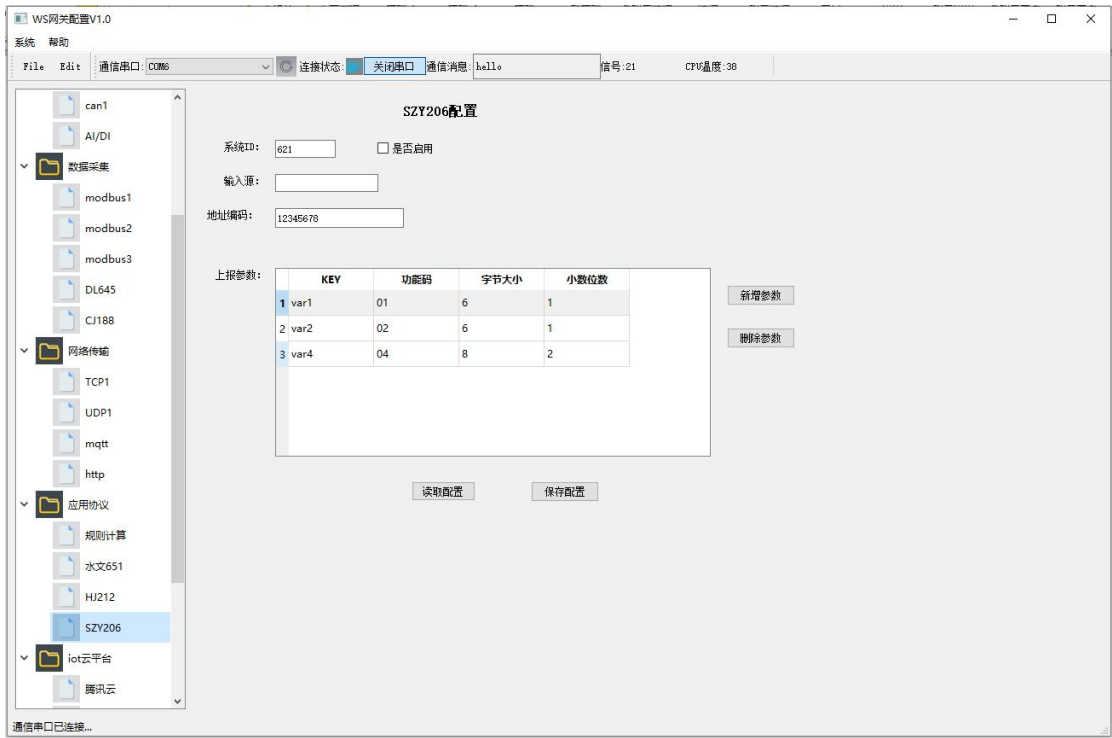 WS网关配置V1.0
系统 帮助
File Edit 通信串口: COM6 连接状态: 关闭串口 通信消息: hello 信号:21 CPU温度:38
can1
AI/DI
数据采集
modbus1
modbus2
modbus3
DL645
CJ188
网络传输
TCP1
UDP1
mqtt
http
应用协议
规则计算
水文651
HJ212
SZY206
iot云平台
腾讯云
SZY206配置
系统ID: 621 是否启用
输入源:
地址编码: 12345678
上报参数:
KEY 功能码 字节大小 小数位数
1 var1 01 6 1
2 var2 02 6 1
3 var4 04 8 2
新增参数
删除参数
读取配置 保存配置
通信串口已连接...